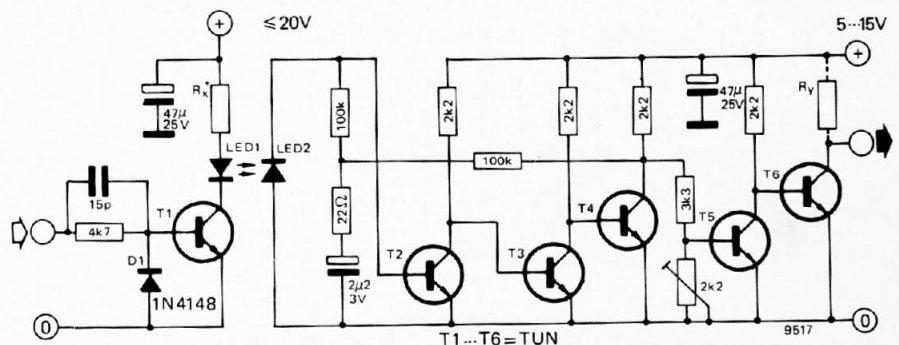 ≤20V
5...15V
+
+
47µ
25V
Rx*
LED1
LED2
100k
2k2
2k2
2k2
47µ
25V
2k2
Ry
100k
15p
4k7
T1
D1
1N4148
22Ω
2µ2
3V
T2
T3
T4
3k3
T5
T6
2k2
0
0
T1...T6=TUN
9517